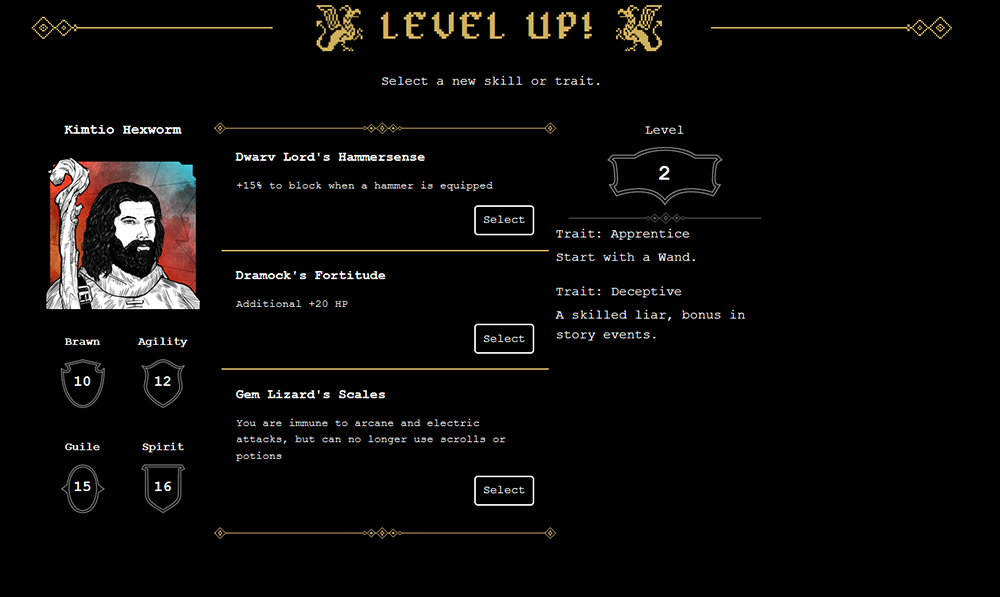 LEVEL UP!
Select a new skill or trait.
Kimtio Hexworm
Brawn
Agility
10
12
Guile
Spirit
15
16
Dwarv Lord's Hammersense
+15% to block when a hammer is equipped
Select
Dramock's Fortitude
Additional +20 HP
Select
Gem Lizard's Scales
You are immune to arcane and electric
attacks, but can no longer use scrolls or
potions
Select
Level
2
Trait: Apprentice
Start with a Wand.
Trait: Deceptive
A skilled liar, bonus in
story events.